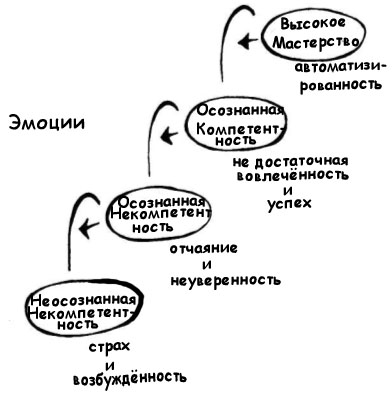 Высокое
Мастерство
автоматизи-
рованность
Эмоции
Осознанная
Компетент-
ность
не достаточная
вовлечённость
и
успех
Осознанная
Некомпетент
ность
отчаяние
и
неуверенность
Неосознанная
Некомпетент-
ность
страх
и
возбуждённость